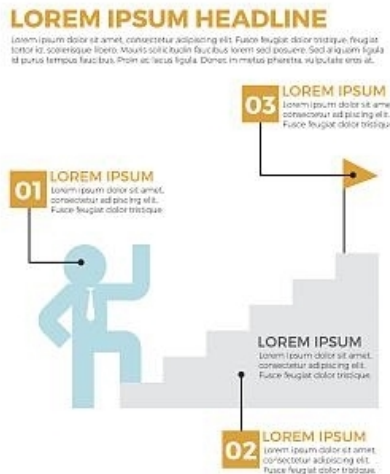 LOREM IPSUM HEADLINE
Lorem ipsum dolor sit amet, consectetur adipiscing elit. Fusce feugiat dolor tristique, feugiat
tortor id, scelerisque libero. Mauris sollicitudin faucibus lorem sed posuere. Sed aliquam ligula
id purus tempus faucibus. Proin ac lacus ligula. Donec in metus pharetra, vulputate eros at.
03
LOREM IPSUM
Lorem ipsum dolor sit ame
consectetur adipiscing elit.
Fusce feugiat dolor tristiqu
01
LOREM IPSUM
Lorem ipsum dolor sit amet,
consectetur adipiscing elit.
Fusce feugiat dolor tristique.
LOREM IPSUM
Lorem ipsum dolor sit amet,
consectetur adipiscing elit.
Fusce feugiat dolor tristique.
02
LOREM IPSUM
Lorem ipsum dolor sit amet,
consectetur adipiscing elit.
Fusce feugiat dolor tristique.